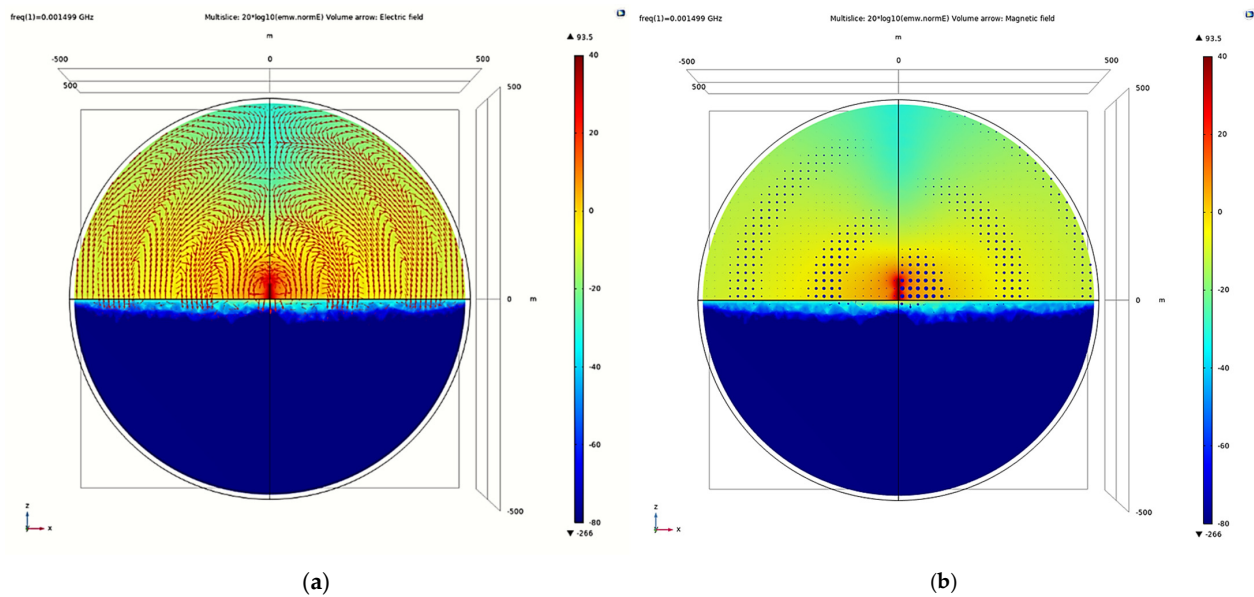 freq(1)=0.001499 GHz
Multislice: 20*log10(emw.normE) Volume arrow: Electric field
m
-500
0
500
500
500
0
m
-500
▲ 93.5
40
20
0
-20
-40
-60
-80
▼ -266
z
y
x
(a)
freq(1)=0.001499 GHz
Multislice: 20*log10(emw.normE) Volume arrow: Magnetic field
m
-500
0
500
500
500
0
m
-500
▲ 93.5
40
20
0
-20
-40
-60
-80
▼ -266
z
y
x
(b)